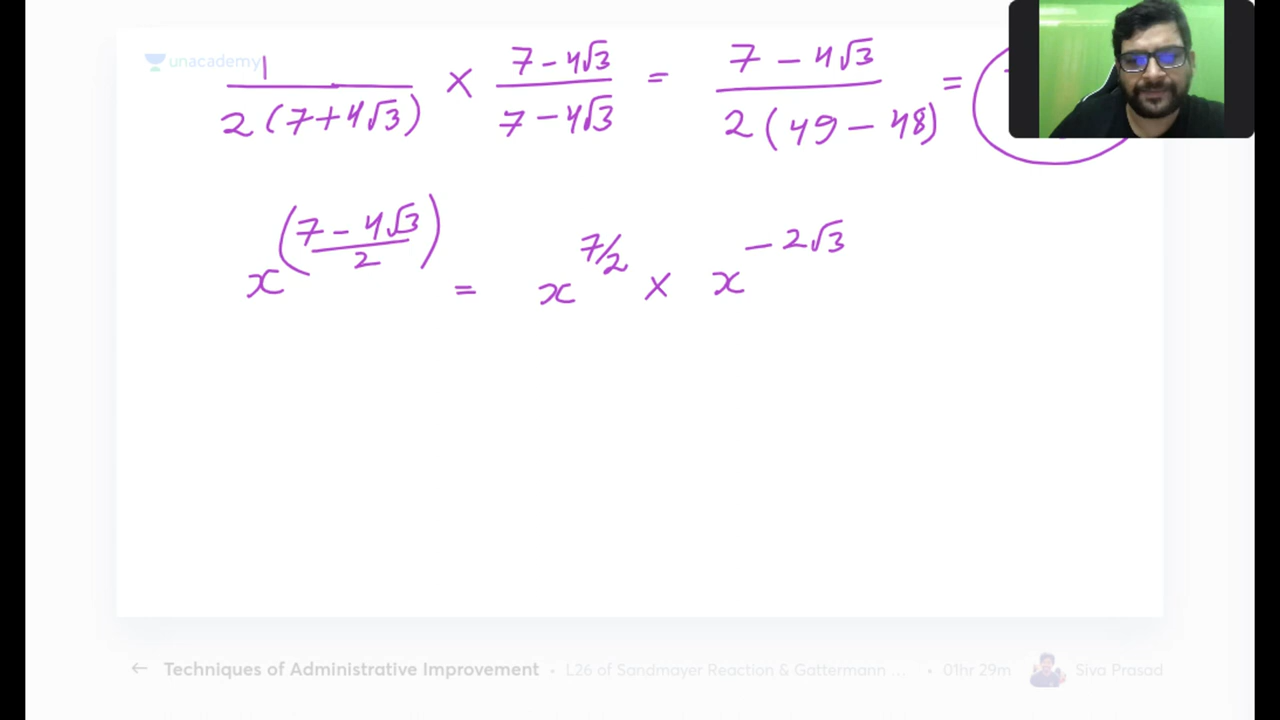 unacademy
1/(2(7+4√3)) × (7-4√3)/(7-4√3) = (7-4√3)/(2(49-48)) =
x^((7-4√3)/2) = x^(7/2) × x^(-2√3)
← Techniques of Administrative Improvement • L26 of Sandmayer Reaction & Gattermann ... • 01hr 29m Siva Prasad